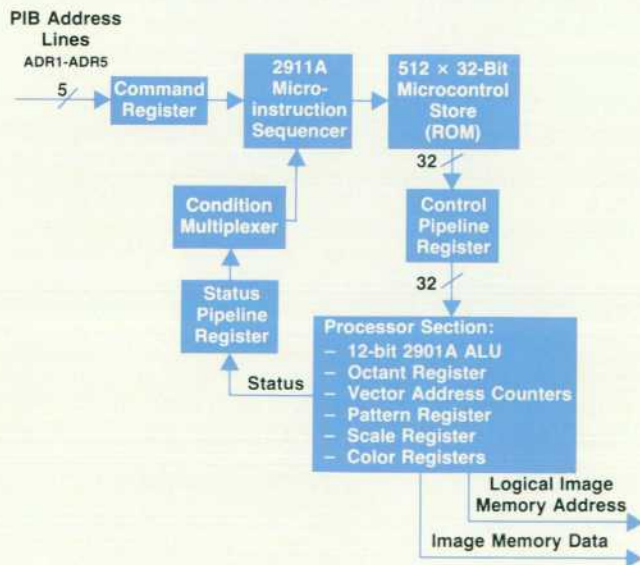 PIB Address
Lines
ADR1-ADR5
5
Command
Register
2911A
Micro-
instruction
Sequencer
512 × 32-Bit
Microcontrol
Store
(ROM)
32
Condition
Multiplexer
Control
Pipeline
Register
32
Status
Pipeline
Register
Status
Processor Section:
– 12-bit 2901A ALU
– Octant Register
– Vector Address Counters
– Pattern Register
– Scale Register
– Color Registers
Logical Image
Memory Address
Image Memory Data